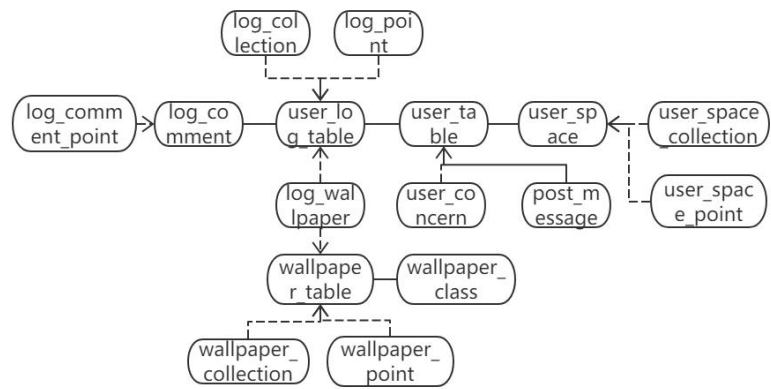 log_col
lection
log_poi
nt
log_comm
ent_point
log_co
mment
user_lo
g_table
user_ta
ble
user_sp
ace
user_space
_collection
log_wal
lpaper
user_co
ncern
post_m
essage
user_spac
e_point
wallpape
r_table
wallpaper_
class
wallpaper_
collection
wallpaper_
point